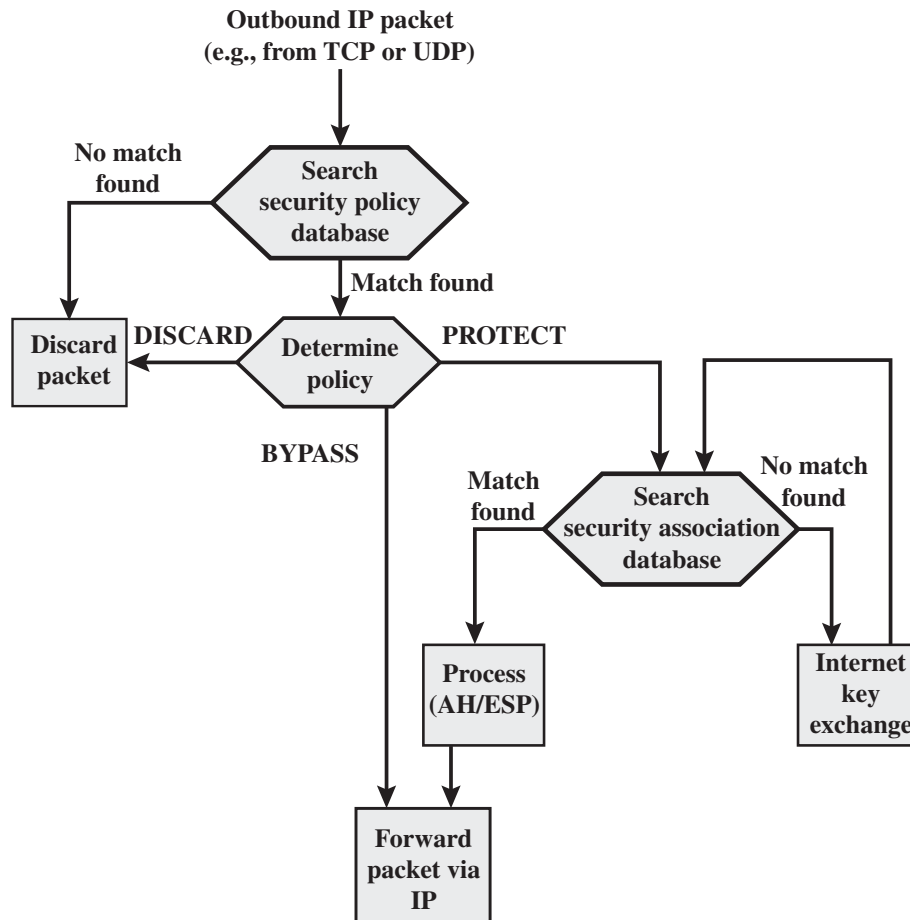 Outbound IP packet
(e.g., from TCP or UDP)
No match
found
Search
security policy
database
Match found
Discard
packet
DISCARD
Determine
policy
PROTECT
BYPASS
Match
found
Search
security association
database
No match
found
Process
(AH/ESP)
Internet
key
exchange
Forward
packet via
IP